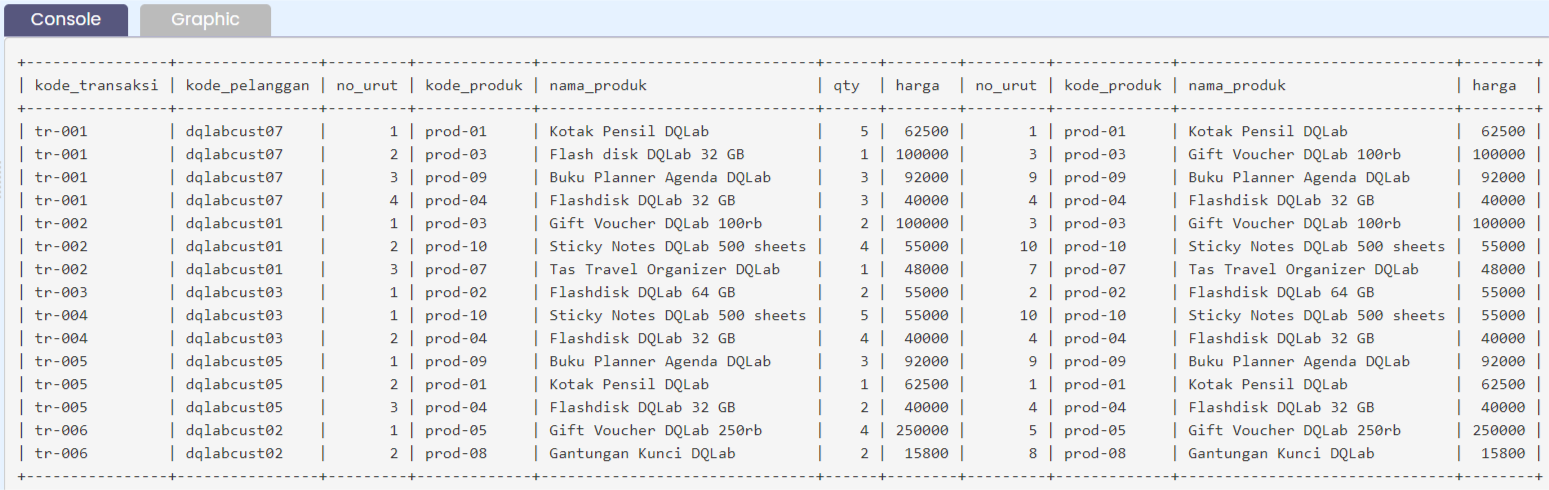 Console Graphic
+----------------+----------------+---------+-------------+-------------------------------+------+--------+---------+-------------+-------------------------------+--------+
| kode_transaksi | kode_pelanggan | no_urut | kode_produk | nama_produk                   | qty  | harga  | no_urut | kode_produk | nama_produk                   | harga  |
+----------------+----------------+---------+-------------+-------------------------------+------+--------+---------+-------------+-------------------------------+--------+
| tr-001         | dqlabcust07    |       1 | prod-01     | Kotak Pensil DQLab            |    5 |  62500 |       1 | prod-01     | Kotak Pensil DQLab            |  62500 |
| tr-001         | dqlabcust07    |       2 | prod-03     | Flash disk DQLab 32 GB        |    1 | 100000 |       3 | prod-03     | Gift Voucher DQLab 100rb      | 100000 |
| tr-001         | dqlabcust07    |       3 | prod-09     | Buku Planner Agenda DQLab     |    3 |  92000 |       9 | prod-09     | Buku Planner Agenda DQLab     |  92000 |
| tr-001         | dqlabcust07    |       4 | prod-04     | Flashdisk DQLab 32 GB         |    3 |  40000 |       4 | prod-04     | Flashdisk DQLab 32 GB         |  40000 |
| tr-002         | dqlabcust01    |       1 | prod-03     | Gift Voucher DQLab 100rb      |    2 | 100000 |       3 | prod-03     | Gift Voucher DQLab 100rb      | 100000 |
| tr-002         | dqlabcust01    |       2 | prod-10     | Sticky Notes DQLab 500 sheets |    4 |  55000 |      10 | prod-10     | Sticky Notes DQLab 500 sheets |  55000 |
| tr-002         | dqlabcust01    |       3 | prod-07     | Tas Travel Organizer DQLab    |    1 |  48000 |       7 | prod-07     | Tas Travel Organizer DQLab    |  48000 |
| tr-003         | dqlabcust03    |       1 | prod-02     | Flashdisk DQLab 64 GB         |    2 |  55000 |       2 | prod-02     | Flashdisk DQLab 64 GB         |  55000 |
| tr-004         | dqlabcust03    |       1 | prod-10     | Sticky Notes DQLab 500 sheets |    5 |  55000 |      10 | prod-10     | Sticky Notes DQLab 500 sheets |  55000 |
| tr-004         | dqlabcust03    |       2 | prod-04     | Flashdisk DQLab 32 GB         |    4 |  40000 |       4 | prod-04     | Flashdisk DQLab 32 GB         |  40000 |
| tr-005         | dqlabcust05    |       1 | prod-09     | Buku Planner Agenda DQLab     |    3 |  92000 |       9 | prod-09     | Buku Planner Agenda DQLab     |  92000 |
| tr-005         | dqlabcust05    |       2 | prod-01     | Kotak Pensil DQLab            |    1 |  62500 |       1 | prod-01     | Kotak Pensil DQLab            |  62500 |
| tr-005         | dqlabcust05    |       3 | prod-04     | Flashdisk DQLab 32 GB         |    2 |  40000 |       4 | prod-04     | Flashdisk DQLab 32 GB         |  40000 |
| tr-006         | dqlabcust02    |       1 | prod-05     | Gift Voucher DQLab 250rb      |    4 | 250000 |       5 | prod-05     | Gift Voucher DQLab 250rb      | 250000 |
| tr-006         | dqlabcust02    |       2 | prod-08     | Gantungan Kunci DQLab         |    2 |  15800 |       8 | prod-08     | Gantungan Kunci DQLab         |  15800 |
+----------------+----------------+---------+-------------+-------------------------------+------+--------+---------+-------------+-------------------------------+--------+